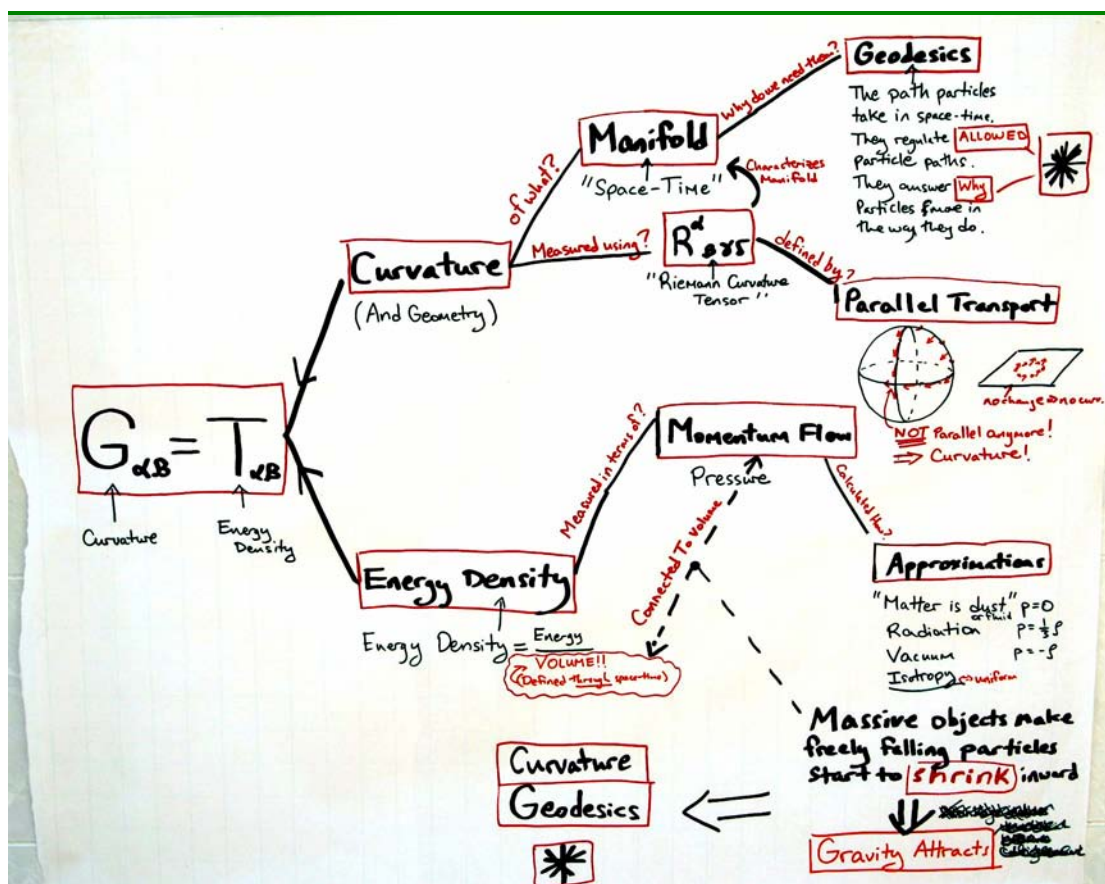 Geodesics
The path particles
take in space-time.
They regulate ALLOWED
particle paths.
They answer Why
Particles move in
the way they do.
Why do we need them?
Manifold
"Space-Time"
of what?
Characterizes
Manifold
Curvature
(And Geometry)
Measured using?
R^α_βγδ
"Riemann Curvature
Tensor"
defined by?
Parallel Transport
no change ⇒ no curv.
NOT Parallel anymore!
⇒ Curvature!
G_αβ = T_αβ
Curvature
Energy
Density
Energy Density
Measured in terms of?
Momentum Flow
Pressure
Calculated How?
Connected To Volume
Energy Density = Energy
VOLUME!!
(Defined through space-time)
Approximations
"Matter is dust" p=0
or fluid
Radiation p=⅓ρ
Vacuum p=-ρ
Isotropy ⇒ uniform
Massive objects make
freely falling particles
start to shrink inward
Gravity Attracts
Curvature
Geodesics